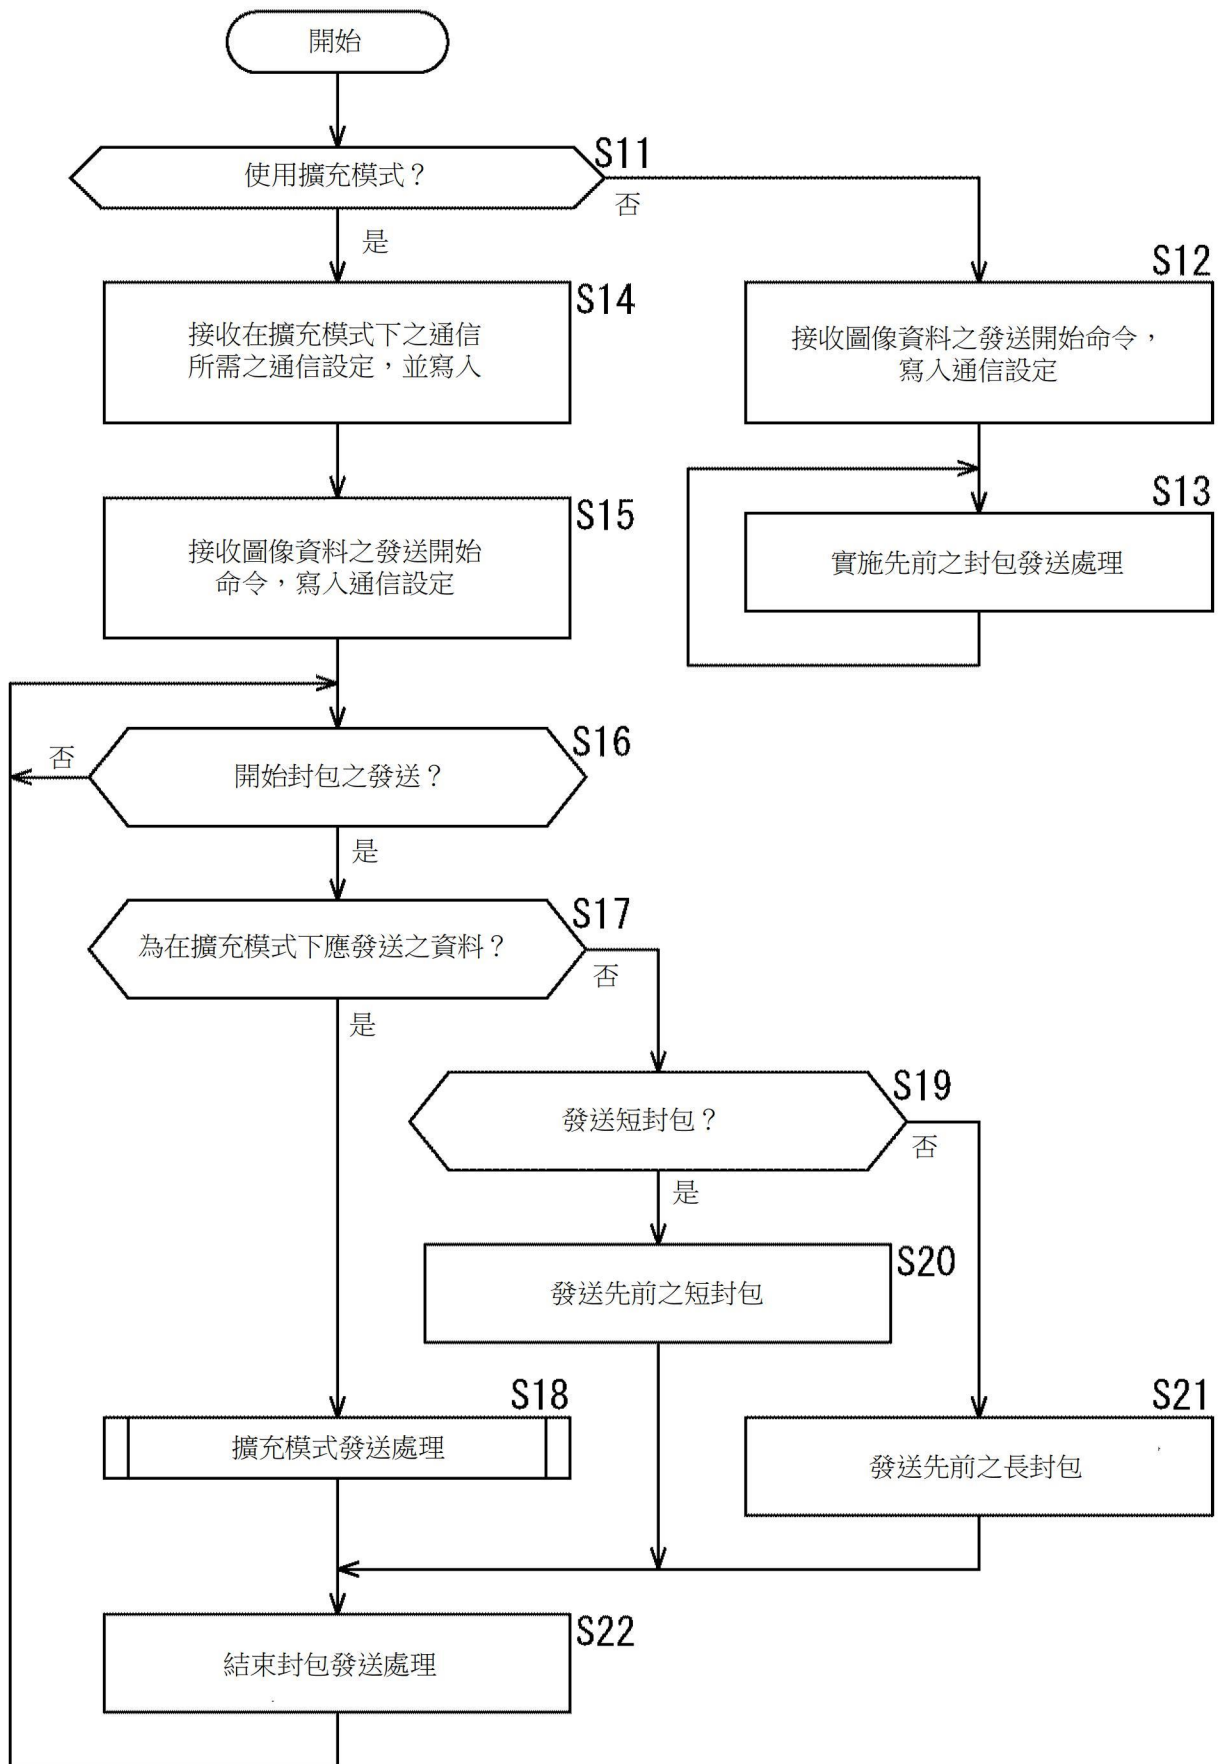 開始
S11
使用擴充模式？
否
是
S12
S14
接收在擴充模式下之通信
所需之通信設定，並寫入
接收圖像資料之發送開始命令，
寫入通信設定
S13
S15
實施先前之封包發送處理
接收圖像資料之發送開始
命令，寫入通信設定
S16
否
開始封包之發送？
是
S17
為在擴充模式下應發送之資料？
否
是
S19
發送短封包？
否
是
S20
發送先前之短封包
S18
S21
擴充模式發送處理
發送先前之長封包
S22
結束封包發送處理